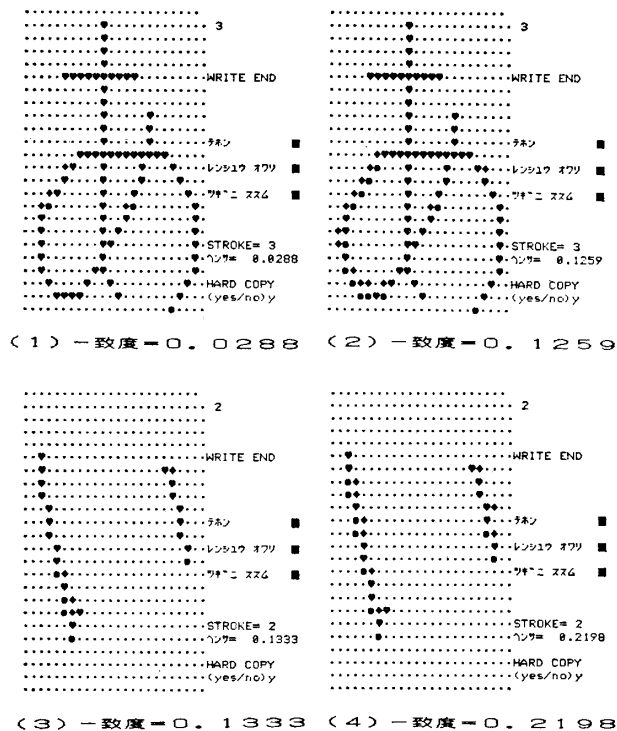 3
WRITE END
テホン ■
レンシュウ オワリ ■
ツギニ ススム ■
STROKE= 3
ヘンサ= 0.0288
HARD COPY
(yes/no)y
(1)一致度=0.0288
3
WRITE END
テホン ■
レンシュウ オワリ ■
ツギニ ススム ■
STROKE= 3
ヘンサ= 0.1259
HARD COPY
(yes/no)y
(2)一致度=0.1259
2
WRITE END
テホン ■
レンシュウ オワリ ■
ツギニ ススム ■
STROKE= 2
ヘンサ= 0.1333
HARD COPY
(yes/no)y
(3)一致度=0.1333
2
WRITE END
テホン ■
レンシュウ オワリ ■
ツギニ ススム ■
STROKE= 2
ヘンサ= 0.2198
HARD COPY
(yes/no)y
(4)一致度=0.2198